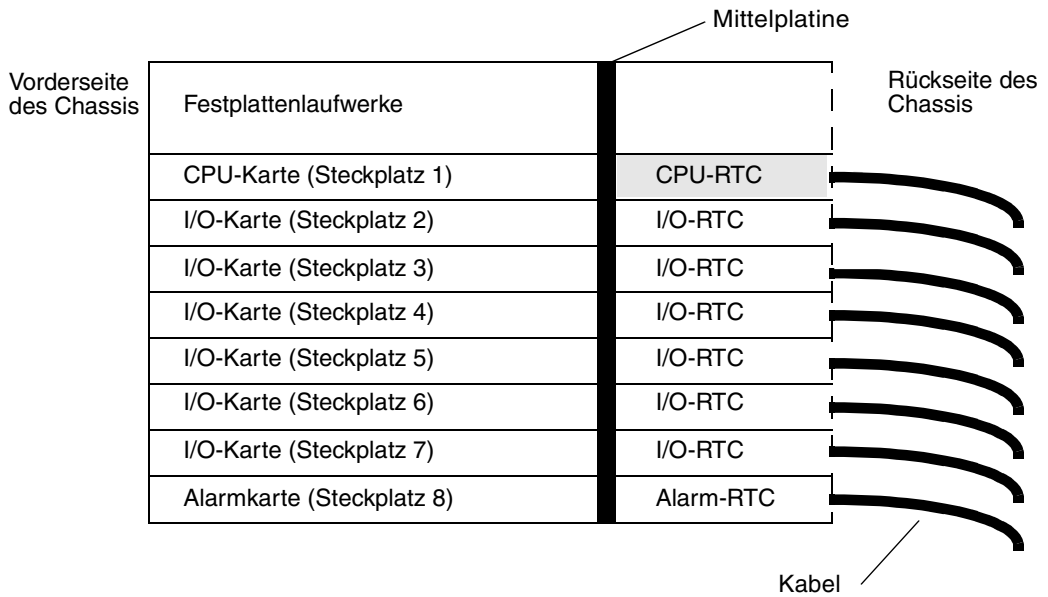 Mittelplatine
Vorderseite
des Chassis
Rückseite des
Chassis
Festplattenlaufwerke
CPU-Karte (Steckplatz 1)
CPU-RTC
I/O-Karte (Steckplatz 2)
I/O-RTC
I/O-Karte (Steckplatz 3)
I/O-RTC
I/O-Karte (Steckplatz 4)
I/O-RTC
I/O-Karte (Steckplatz 5)
I/O-RTC
I/O-Karte (Steckplatz 6)
I/O-RTC
I/O-Karte (Steckplatz 7)
I/O-RTC
Alarmkarte (Steckplatz 8)
Alarm-RTC
Kabel